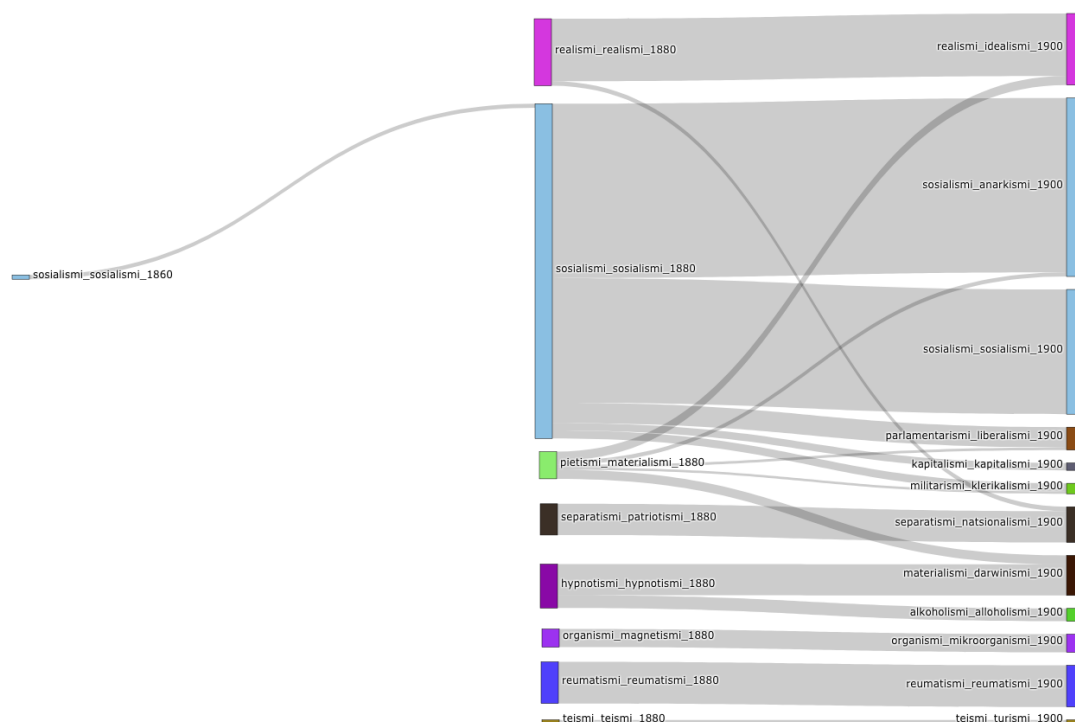 sosialismi_sosialismi_1860
realismi_realismi_1880
sosialismi_sosialismi_1880
pietismi_materialismi_1880
separatismi_patriotismi_1880
hypnotismi_hypnotismi_1880
organismi_magnetismi_1880
reumatismi_reumatismi_1880
teismi_teismi_1880
realismi_idealismi_1900
sosialismi_anarkismi_1900
sosialismi_sosialismi_1900
parlamentarismi_liberalismi_1900
kapitalismi_kapitalismi_1900
militarismi_klerikalismi_1900
separatismi_natsionalismi_1900
materialismi_darwinismi_1900
alkoholismi_alloholismi_1900
organismi_mikroorganismi_1900
reumatismi_reumatismi_1900
teismi_turismi_1900